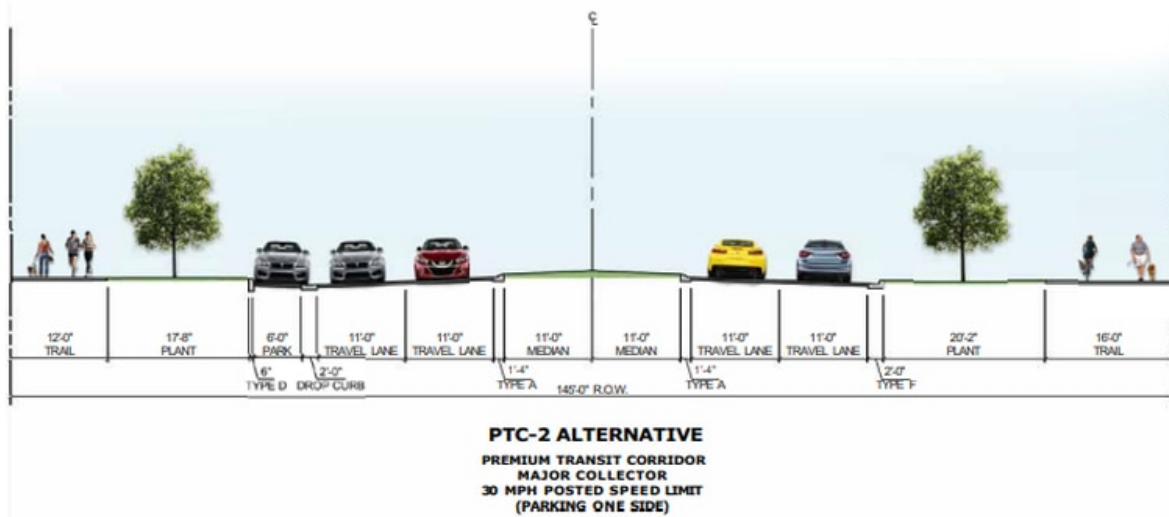 ℄
12'-0" 17'-8" 6'-0" 11'-0" 11'-0" 11'-0" 11'-0" 11'-0" 11'-0" 20'-2" 16'-0"
TRAIL PLANT PARK TRAVEL LANE TRAVEL LANE MEDIAN MEDIAN TRAVEL LANE TRAVEL LANE PLANT TRAIL
6" 2'-0" 1'-4" 1'-4" 2'-0"
TYPE D DROP CURB TYPE A TYPE A TYPE F
145'-0" R.O.W.
PTC-2 ALTERNATIVE
PREMIUM TRANSIT CORRIDOR
MAJOR COLLECTOR
30 MPH POSTED SPEED LIMIT
(PARKING ONE SIDE)